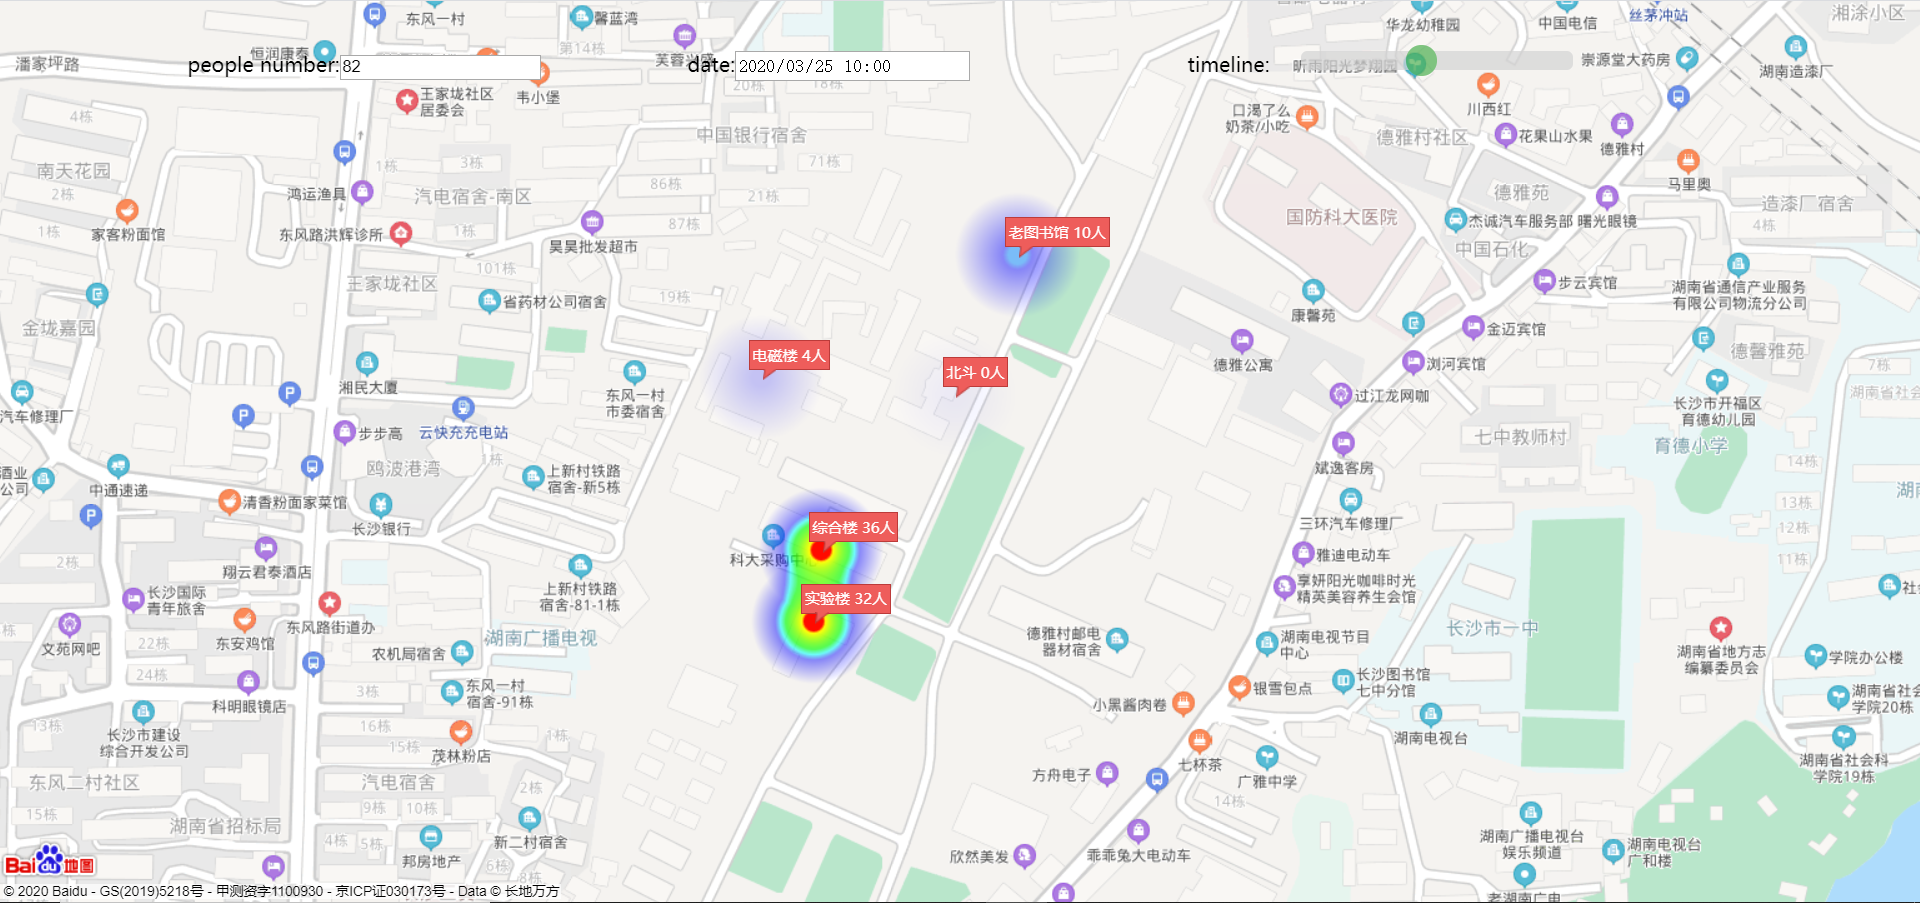 东风一村
馨蓝湾
第14栋
芙蓉兴盛
华龙幼稚园
中国电信
丝茅冲站
湘涂小区
恒润康泰
潘家坪路
people number:82
date:2020/03/25 10:00
timeline:
昕雨阳光梦翔园
崇源堂大药房
湖南造漆厂
20栋
18栋
韦小堡
王家垅社区
居委会
4栋
口渴了么
奶茶/小吃
川西红
花果山水果
德雅村社区
德雅村
中国银行宿舍
71栋
3栋
1栋
南天花园
2栋
86栋
21栋
87栋
汽电宿舍-南区
鸿运渔具
马里奥
德雅苑
造漆厂宿舍
4栋
国防科大医院
杰诚汽车服务部
曙光眼镜
中国石化
1栋
家客粉面馆
东风路洪辉诊所
1栋
昊昊批发超市
老图书馆 10人
101栋
王家垅社区
19栋
省药材公司宿舍
步云宾馆
湖南省通信产业服务
有限公司物流分公司
康馨苑
金垅嘉园
金迈宾馆
德馨雅苑
电磁楼 4人
北斗 0人
德雅公寓
浏河宾馆
7栋
湘民大厦
东风一村
市委宿舍
过江龙网咖
长沙市开福区
育德幼儿园
湖南省社会
汽车修理厂
步步高
云快充充电站
七中教师村
育德小学
1栋
鸥波港湾
上新村铁路
宿舍-新5栋
斌逸客房
14栋
酒业
公司
中通速递
清香粉面家菜馆
长沙银行
13栋
12栋
11栋
三环汽车修理厂
综合楼 36人
科大采购中
2栋
翔云君泰酒店
雅迪电动车
享妍阳光咖啡时光
精英美容养生会馆
长沙国际
青年旅舍
上新村铁路
宿舍-81-1栋
实验楼 32人
东风路街道办
栋
文苑网吧
22栋
东安鸡馆
湖南广播电视
德雅村邮电
器材宿舍
湖南电视节目
中心
长沙市一中
湖南省地方志
编纂委员会
学院办公楼
24栋
农机局宿舍
3栋
东风一村
宿舍-91栋
银雪包点
长沙图书馆
七中分馆
科明眼镜店
小黑酱肉卷
湖南省社会
学院20栋
13栋
长沙市建设
综合开发公司
16栋
15栋
茂林粉店
1栋
湖南电视台
七杯茶
湖南省社会科
学院19栋
东风二村社区
汽电宿舍
2栋
方舟电子
广雅中学
14栋
15栋
9栋
10栋
湖南省招标局
4栋
5栋
新二村宿舍
邦房地产
6栋
8栋
欣然美发
乖乖兔大电动车
湖南广播电视台
娱乐频道
湖南电视台
广和楼
老湖南广电
Bai du 地图
© 2020 Baidu - GS(2019)5218号 - 甲测资字1100930 - 京ICP证030173号 - Data © 长地万方